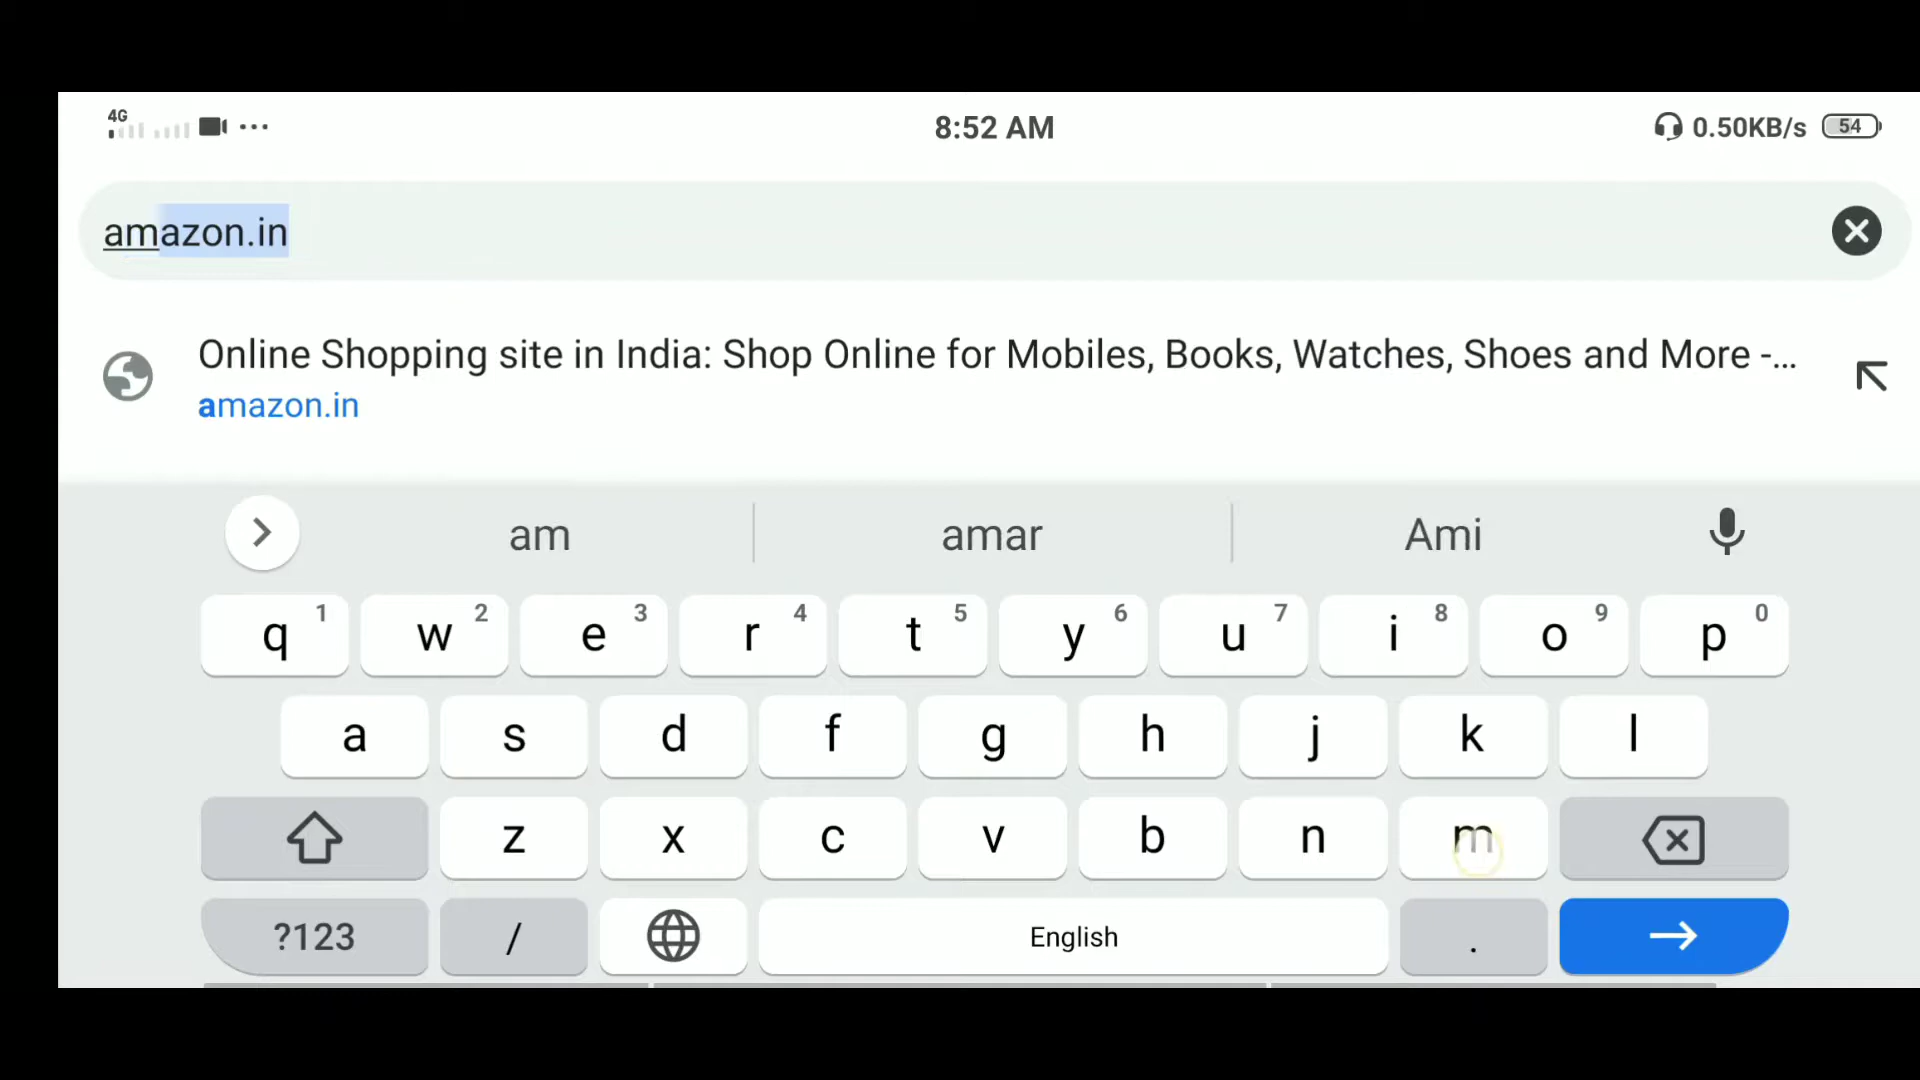 4G 8:52 AM 0.50KB/s 54
amazon.in
Online Shopping site in India: Shop Online for Mobiles, Books, Watches, Shoes and More -...
amazon.in
am amar Ami
q 1 w 2 e 3 r 4 t 5 y 6 u 7 i 8 o 9 p 0
a s d f g h j k l
z x c v b n m
?123 / English .